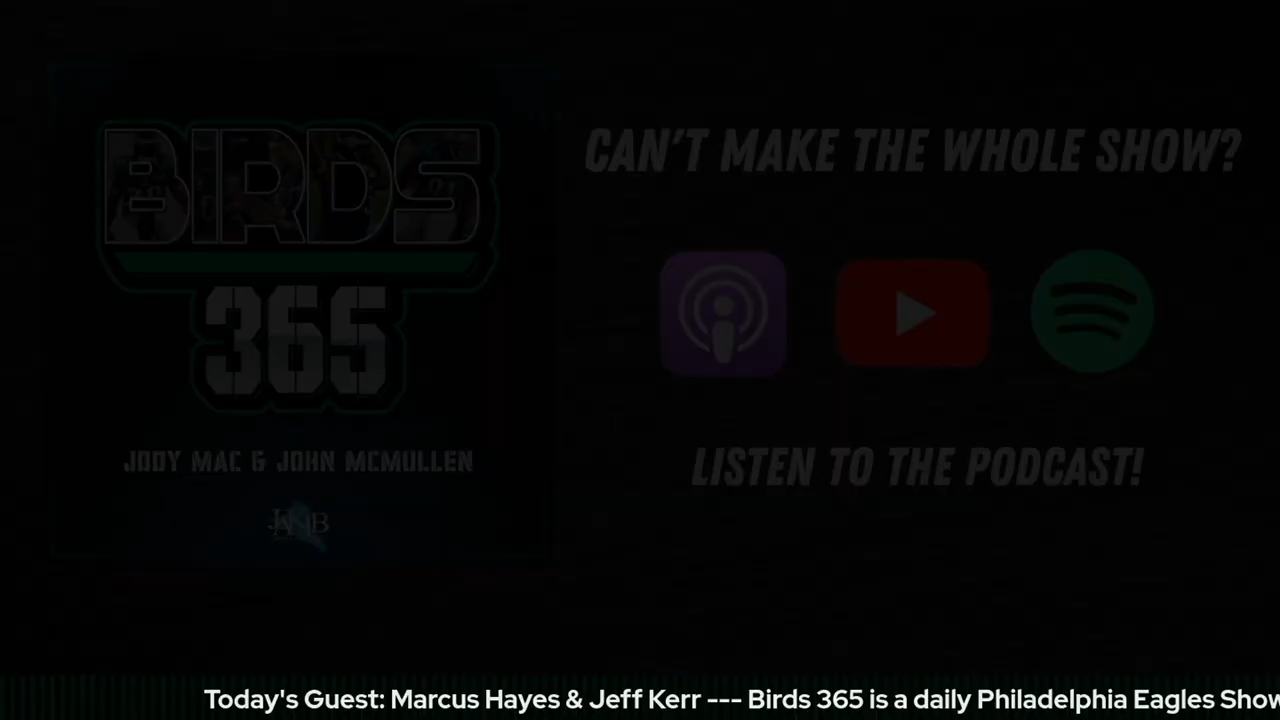 BIRDS
365
JODY MAC & JOHN MCMULLEN
JAKIB
CAN'T MAKE THE WHOLE SHOW?
LISTEN TO THE PODCAST!
Today's Guest: Marcus Hayes & Jeff Kerr --- Birds 365 is a daily Philadelphia Eagles Show